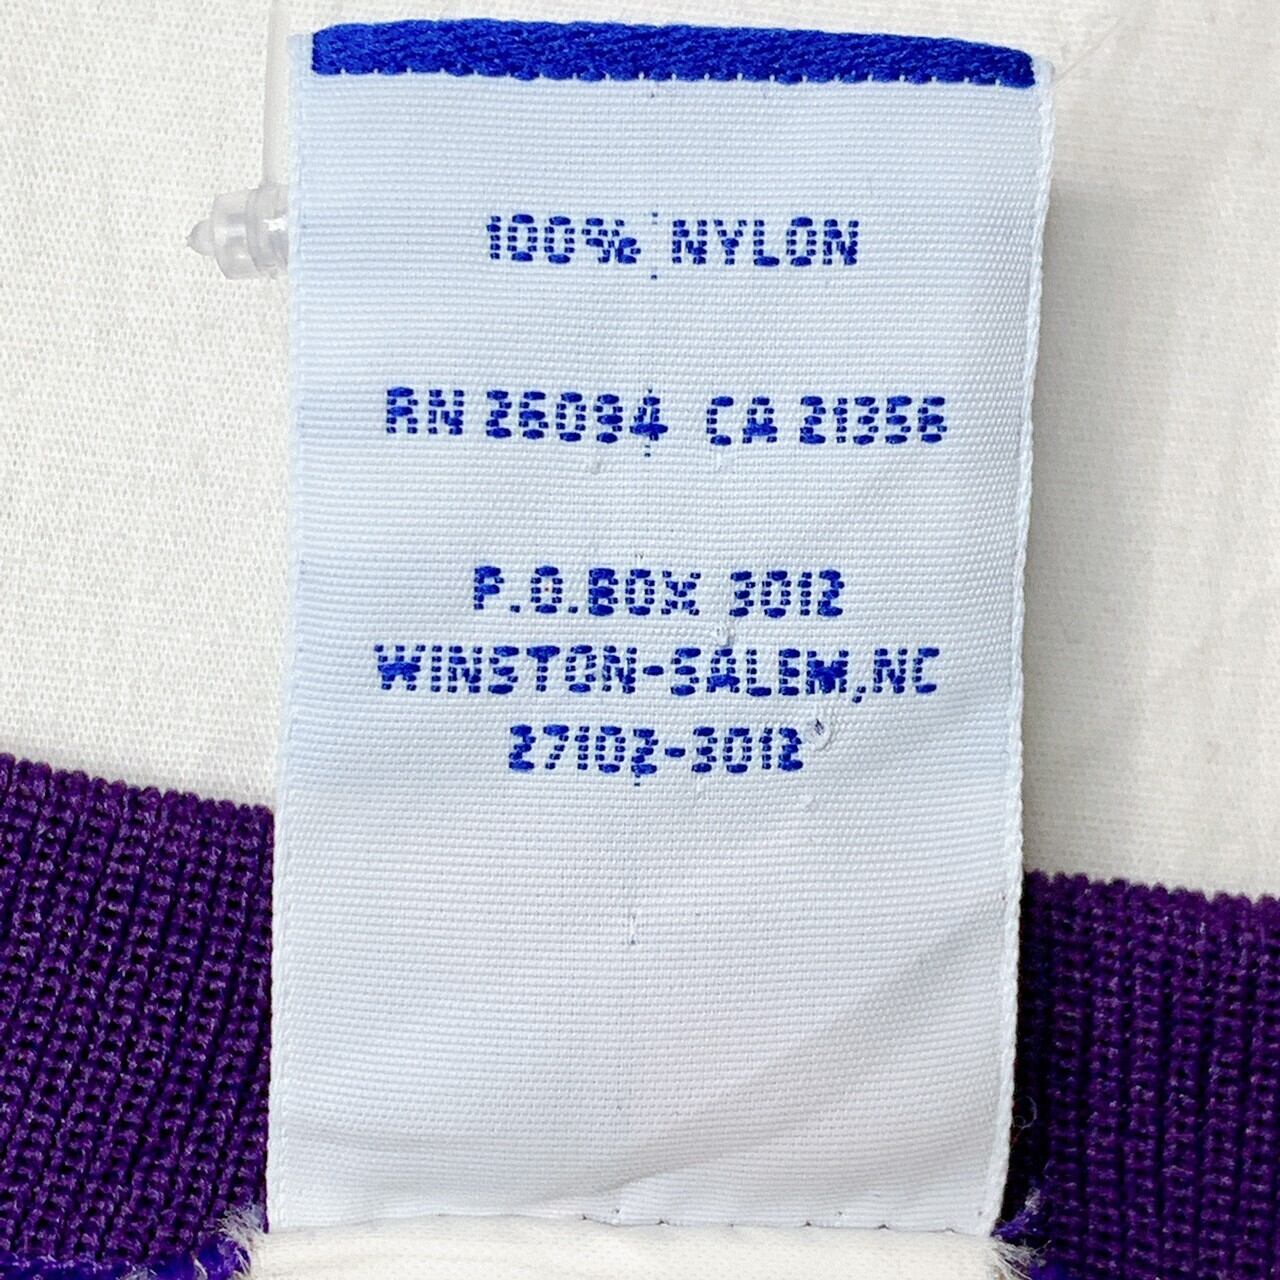 100% NYLON
RN 26094 CA 21356
P.O.BOX 3012
WINSTON-SALEM,NC
27102-3012